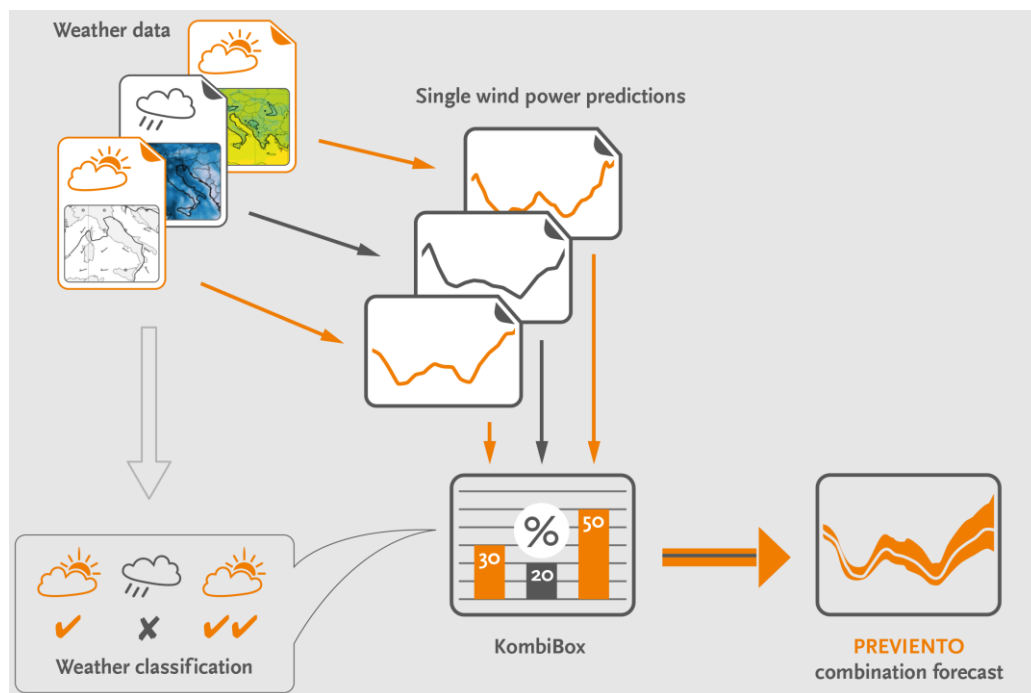 Weather data
Single wind power predictions
30
%
20
50
Weather classification
KombiBox
PREVIENTO
combination forecast